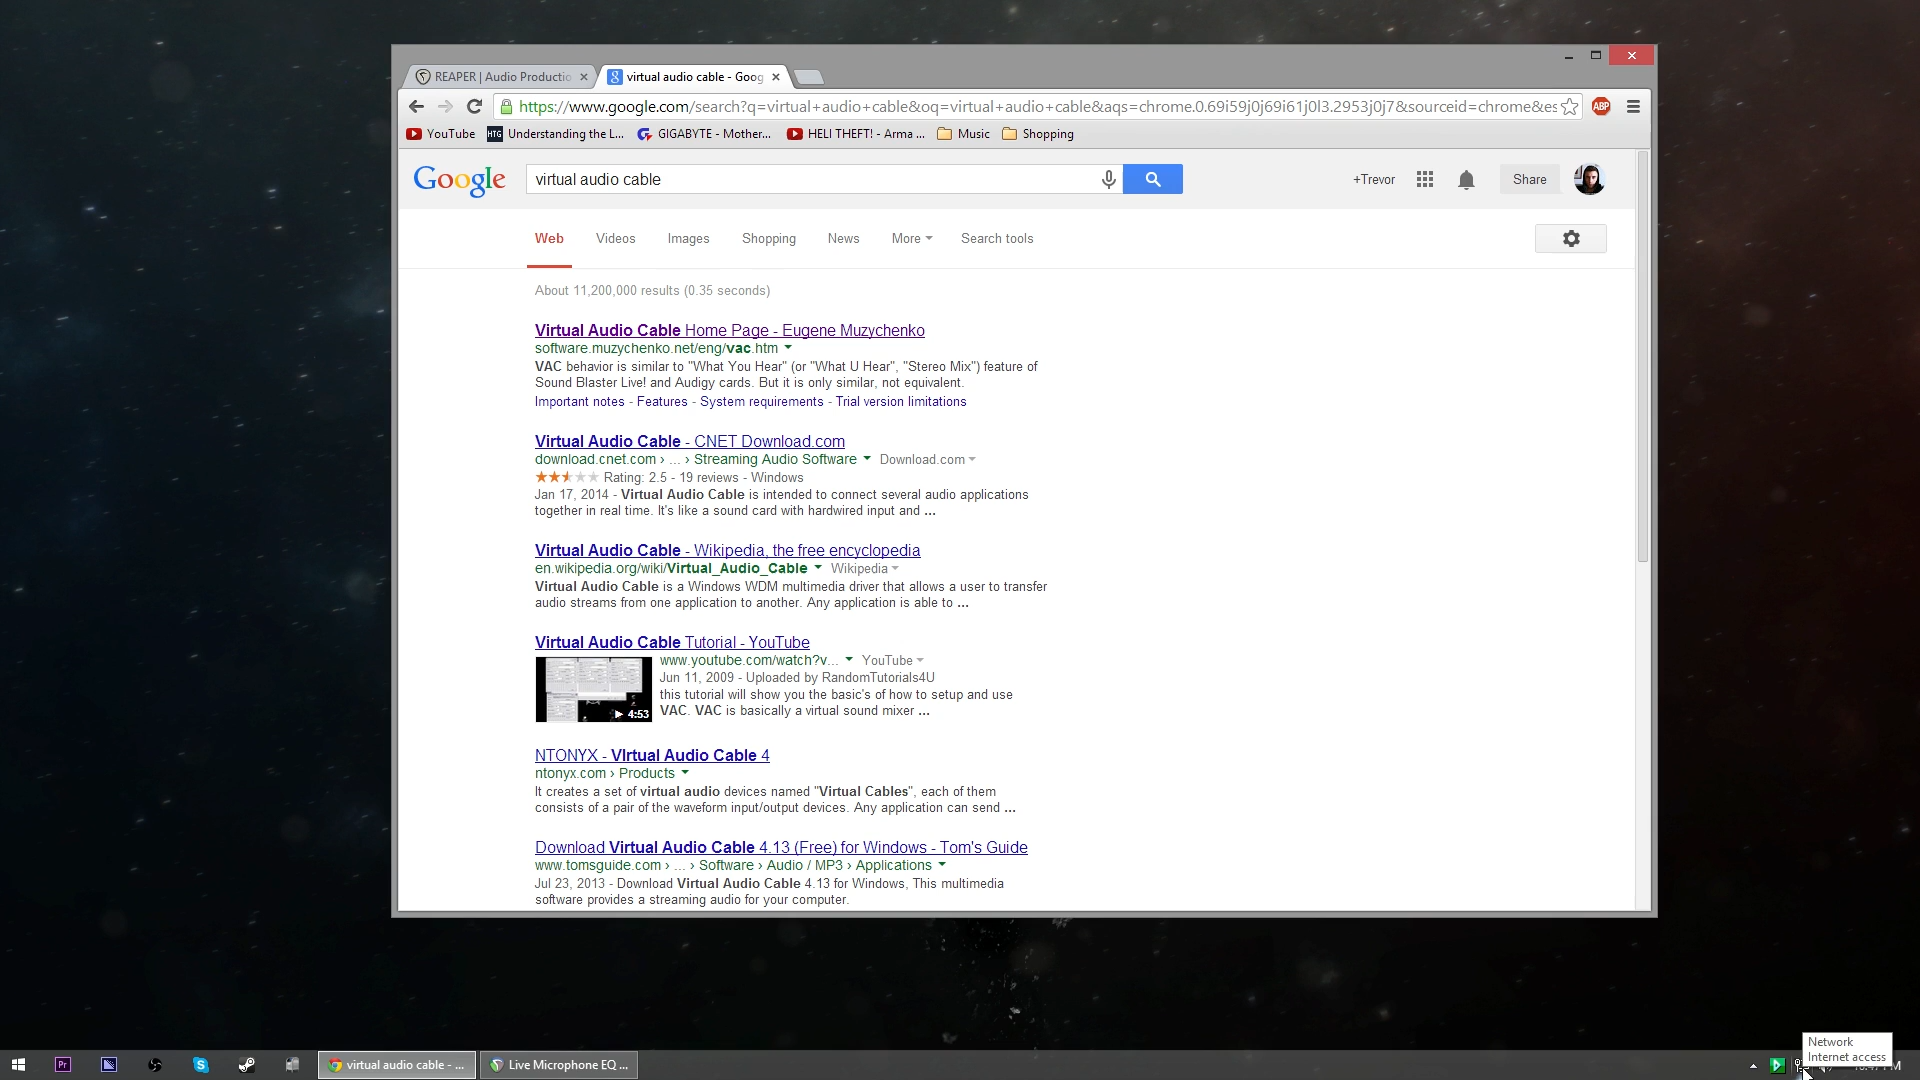 REAPER | Audio Productio
virtual audio cable - Goog
https://www.google.com/search?q=virtual+audio+cable&oq=virtual+audio+cable&aqs=chrome.0.69i59j0j69i61j0l3.2953j0j7&sourceid=chrome&es
ABP
YouTube
HTG Understanding the L...
GIGABYTE - Mother...
HELI THEFT! - Arma ...
Music
Shopping
Google
virtual audio cable
+Trevor
Share
Web Videos Images Shopping News More Search tools
About 11,200,000 results (0.35 seconds)
Virtual Audio Cable Home Page - Eugene Muzychenko
software.muzychenko.net/eng/vac.htm
VAC behavior is similar to "What You Hear" (or "What U Hear", "Stereo Mix") feature of
Sound Blaster Live! and Audigy cards. But it is only similar, not equivalent.
Important notes - Features - System requirements - Trial version limitations
Virtual Audio Cable - CNET Download.com
download.cnet.com › ... › Streaming Audio Software Download.com
Rating: 2.5 - 19 reviews - Windows
Jan 17, 2014 - Virtual Audio Cable is intended to connect several audio applications
together in real time. It's like a sound card with hardwired input and ...
Virtual Audio Cable - Wikipedia, the free encyclopedia
en.wikipedia.org/wiki/Virtual_Audio_Cable Wikipedia
Virtual Audio Cable is a Windows WDM multimedia driver that allows a user to transfer
audio streams from one application to another. Any application is able to ...
Virtual Audio Cable Tutorial - YouTube
www.youtube.com/watch?v... YouTube
Jun 11, 2009 - Uploaded by RandomTutorials4U
this tutorial will show you the basic's of how to setup and use
VAC. VAC is basically a virtual sound mixer ...
4:53
NTONYX - VIrtual Audio Cable 4
ntonyx.com › Products
It creates a set of virtual audio devices named "Virtual Cables", each of them
consists of a pair of the waveform input/output devices. Any application can send ...
Download Virtual Audio Cable 4.13 (Free) for Windows - Tom's Guide
www.tomsguide.com › ... › Software › Audio / MP3 › Applications
Jul 23, 2013 - Download Virtual Audio Cable 4.13 for Windows, This multimedia
software provides a streaming audio for your computer.
Network
Internet access
Pr
virtual audio cable - ...
Live Microphone EQ ...